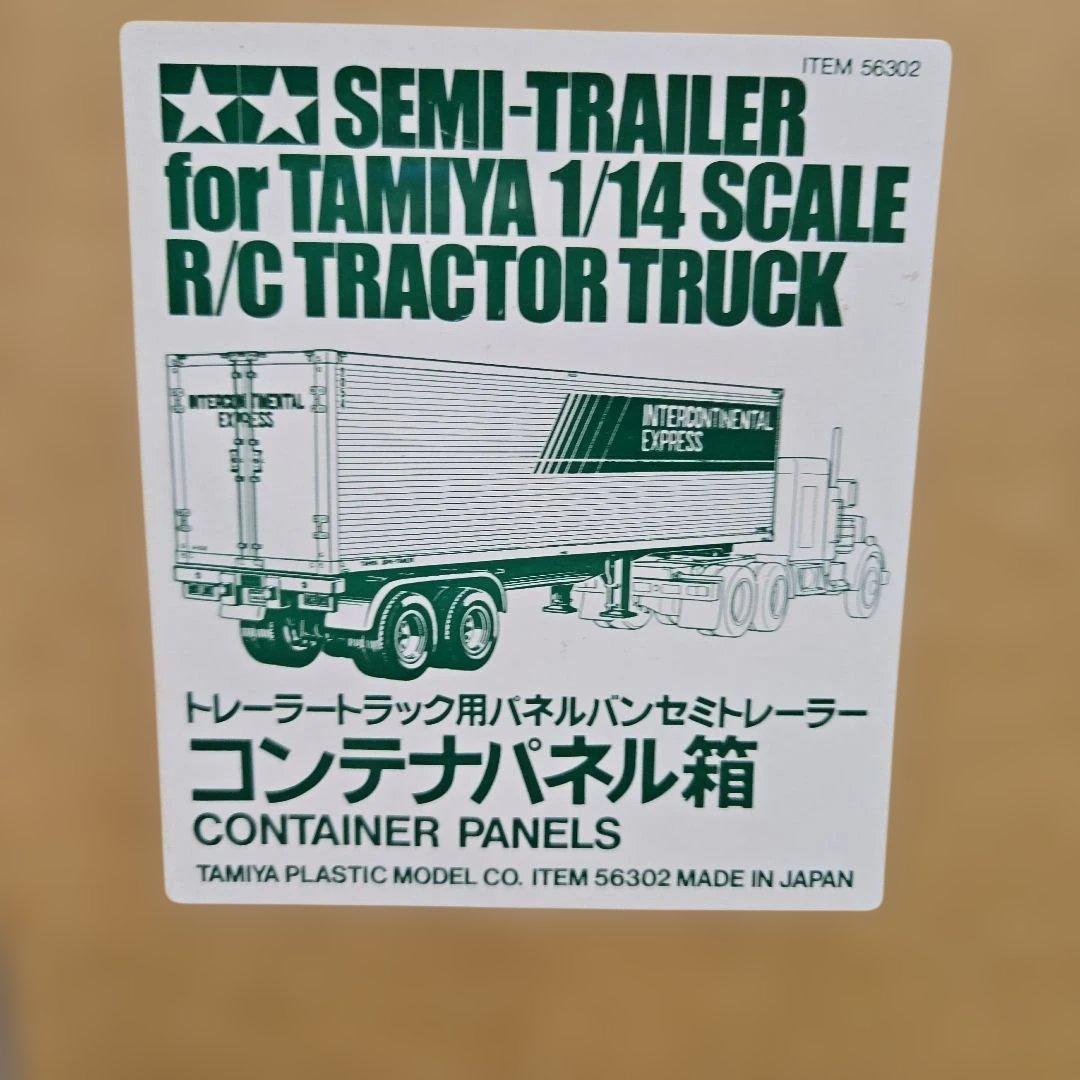 ITEM 56302
SEMI-TRAILER
for TAMIYA 1/14 SCALE
R/C TRACTOR TRUCK
INTERCONTINENTAL
EXPRESS
INTERCONTINENTAL
EXPRESS
トレーラートラック用パネルバンセミトレーラー
コンテナパネル箱
CONTAINER PANELS
TAMIYA PLASTIC MODEL CO. ITEM 56302 MADE IN JAPAN